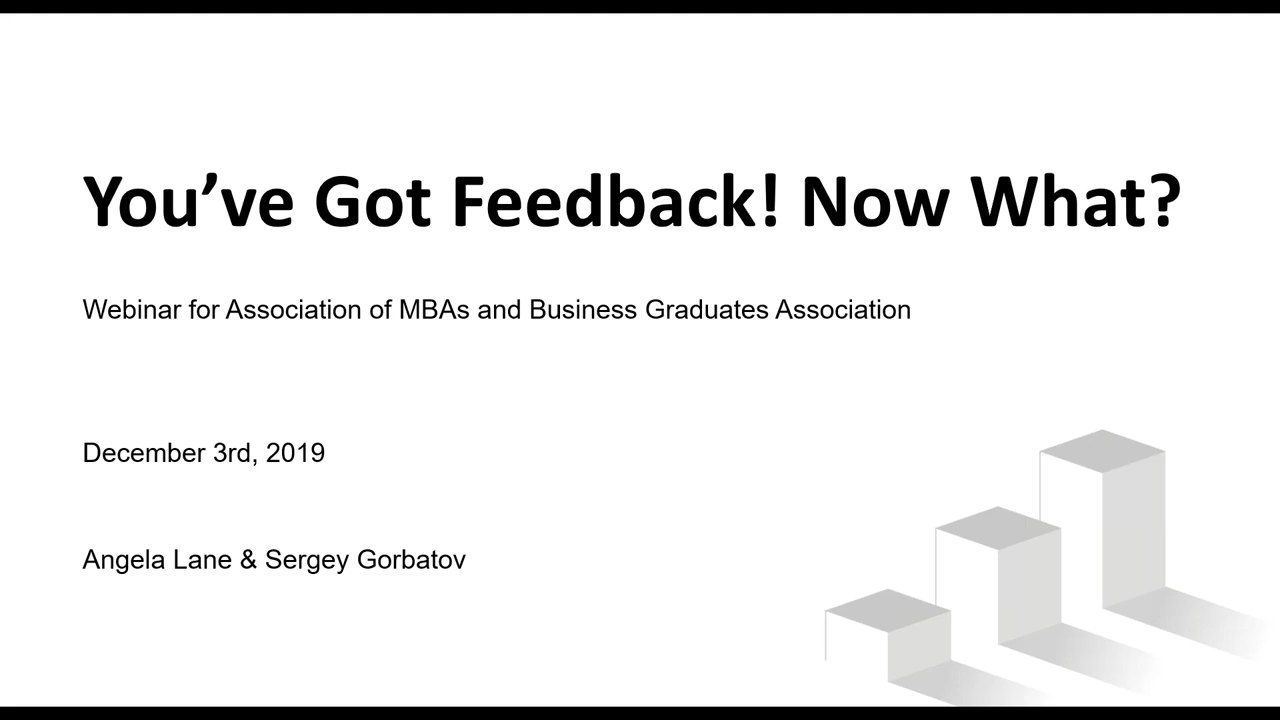 You’ve Got Feedback! Now What?
Webinar for Association of MBAs and Business Graduates Association
December 3rd, 2019
Angela Lane & Sergey Gorbatov